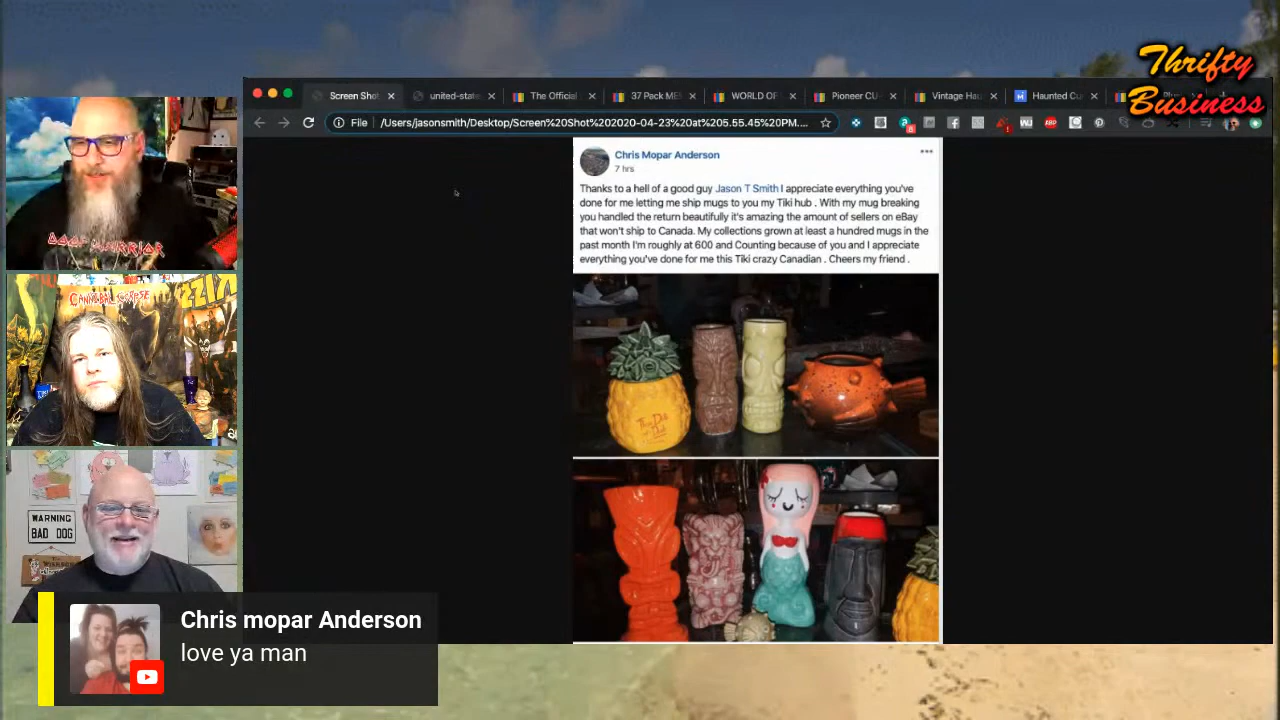 Thrifty
Business
Screen Sho
united-state
The Official
37 Pack ME
WORLD OF
Pioneer CU-
Vintage Hau
Haunted Cu
File
/Users/jasonsmith/Desktop/Screen%20Shot%202020-04-23%20at%205.55.45%20PM....
Chris Mopar Anderson
7 hrs
Thanks to a hell of a good guy Jason T Smith I appreciate everything you've
done for me letting me ship mugs to you my Tiki hub . With my mug breaking
you handled the return beautifully it's amazing the amount of sellers on eBay
that won't ship to Canada. My collections grown at least a hundred mugs in the
past month I'm roughly at 600 and Counting because of you and I appreciate
everything you've done for me this Tiki crazy Canadian . Cheers my friend .
CANNIBAL CORPSE
WARNING
BAD DOG
Chris mopar Anderson
love ya man